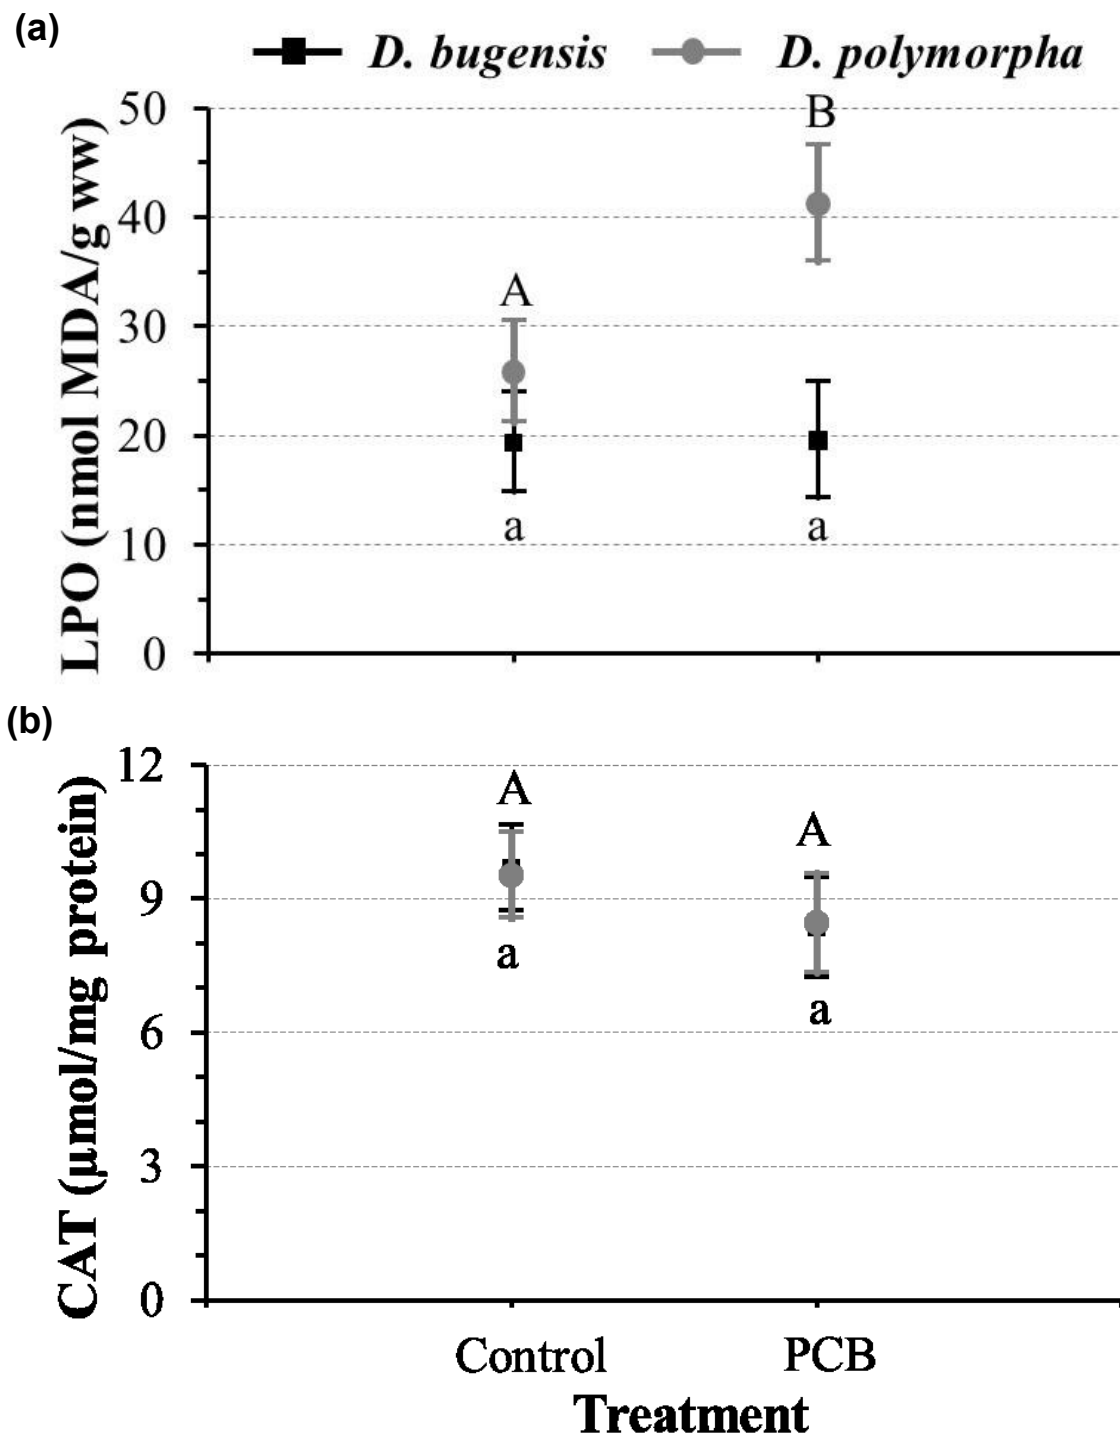 (a)
D. bugensis D. polymorpha
LPO (nmol MDA/g ww)
50
40
30
20
10
0
B
A
a a
(b)
CAT (μmol/mg protein)
12
9
6
3
0
A
A
a
a
Control PCB
Treatment